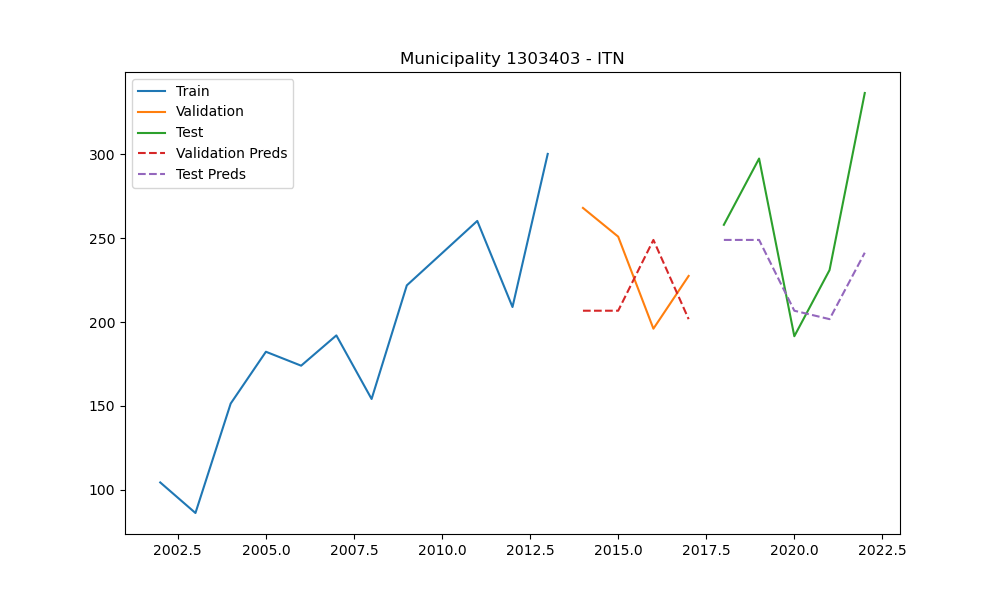 Municipality 1303403 - ITN
Train
Validation
Test
Validation Preds
Test Preds
300
250
200
150
100
2002.5 2005.0 2007.5 2010.0 2012.5 2015.0 2017.5 2020.0 2022.5